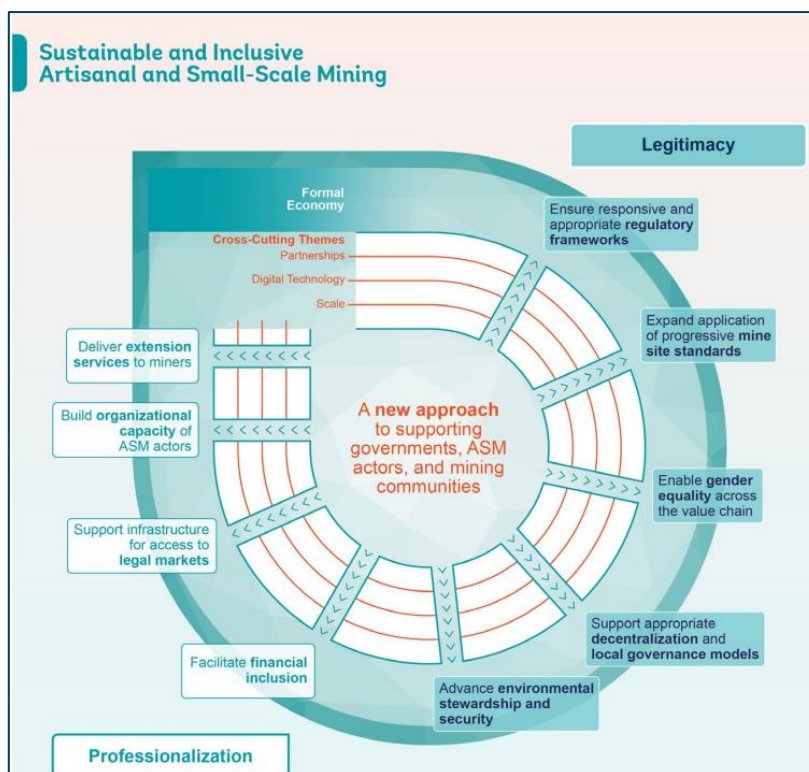 Sustainable and Inclusive
Artisanal and Small-Scale Mining
Legitimacy
Formal
Economy
Cross-Cutting Themes
Partnerships
Digital Technology
Scale
Ensure responsive and
appropriate regulatory
frameworks
Expand application
of progressive mine
site standards
Enable gender
equality across
the value chain
Support appropriate
decentralization and
local governance models
Advance environmental
stewardship and
security
Facilitate financial
inclusion
Support infrastructure
for access to
legal markets
Build organizational
capacity of
ASM actors
Deliver extension
services to miners
A new approach
to supporting
governments, ASM
actors, and mining
communities
Professionalization